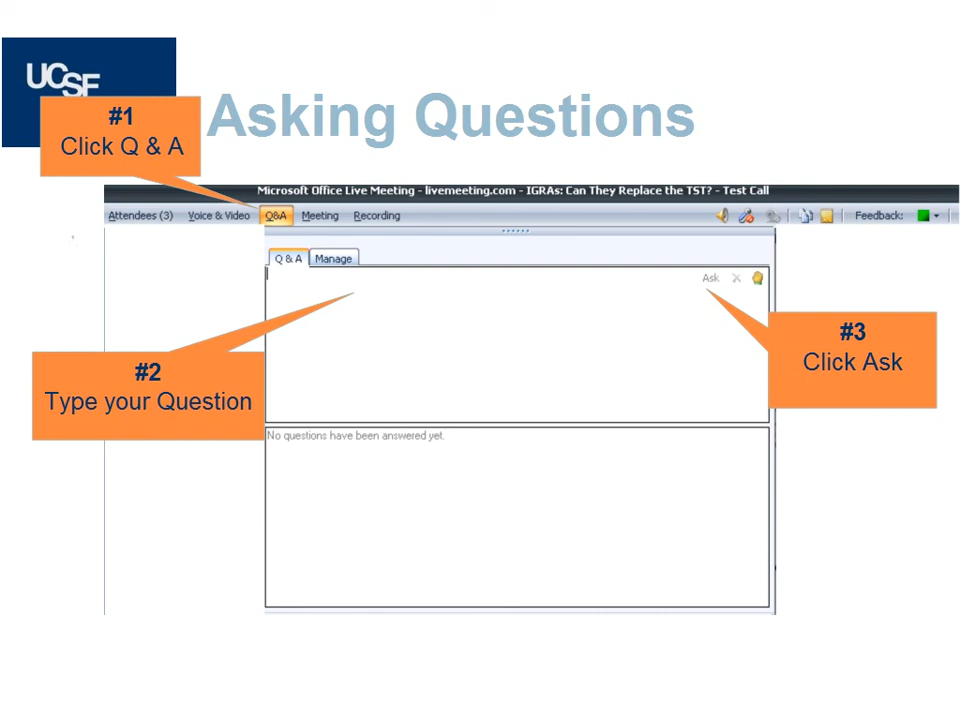 UCSF
Asking Questions
#1
Click Q & A
Microsoft Office Live Meeting - livemeeting.com - IGRAs: Can They Replace the TST? - Test Call
Attendees (3) Voice & Video Q&A Meeting Recording Feedback:
Q & A Manage
Ask
#2
Type your Question
#3
Click Ask
No questions have been answered yet.